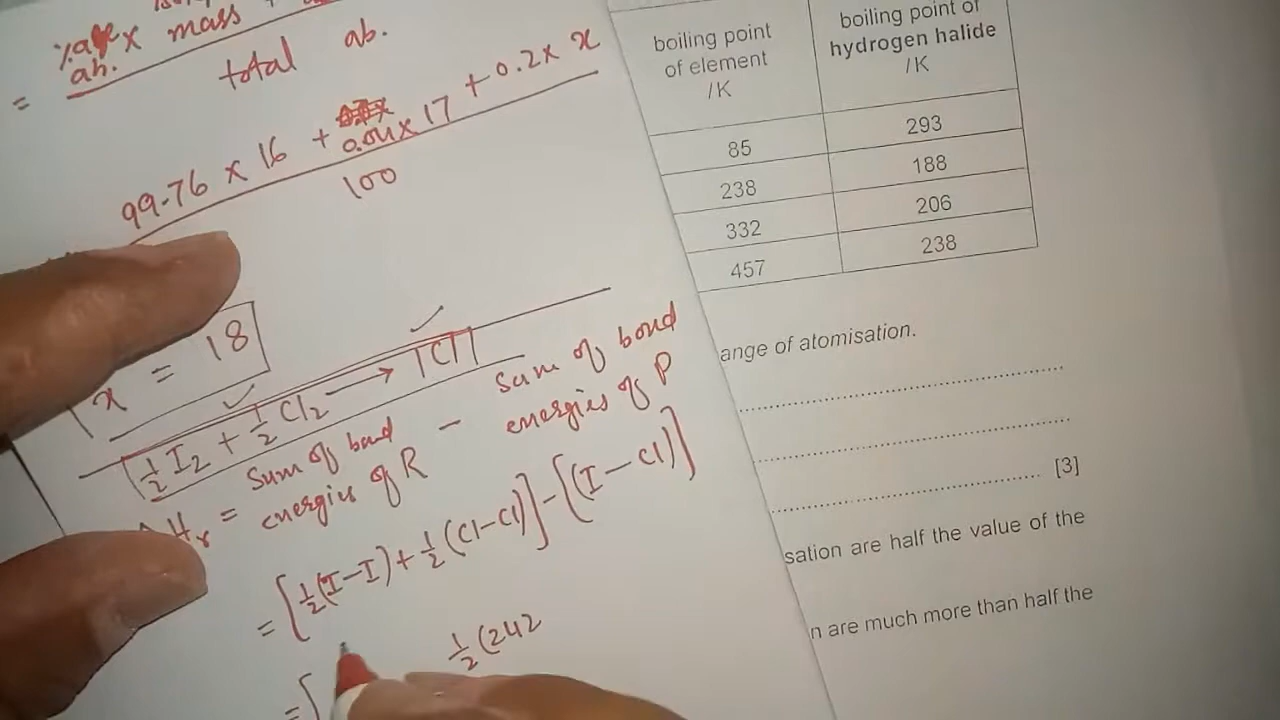 %age x mass
ab.
=
total ab.
99.76 x 16 + 0.04 x 17 + 0.2 x x
100
x = 18
½ I2 + ½ Cl2 → ICl
Hr = Sum of bond energies of R - Sum of bond energies of P
= [½(I-I) + ½(Cl-Cl)] - [(I-Cl)]
= [ ½(242
boiling point of element /K
boiling point of hydrogen halide /K
85 293
238 188
332 206
457 238
ange of atomisation.
[3]
sation are half the value of the
n are much more than half the